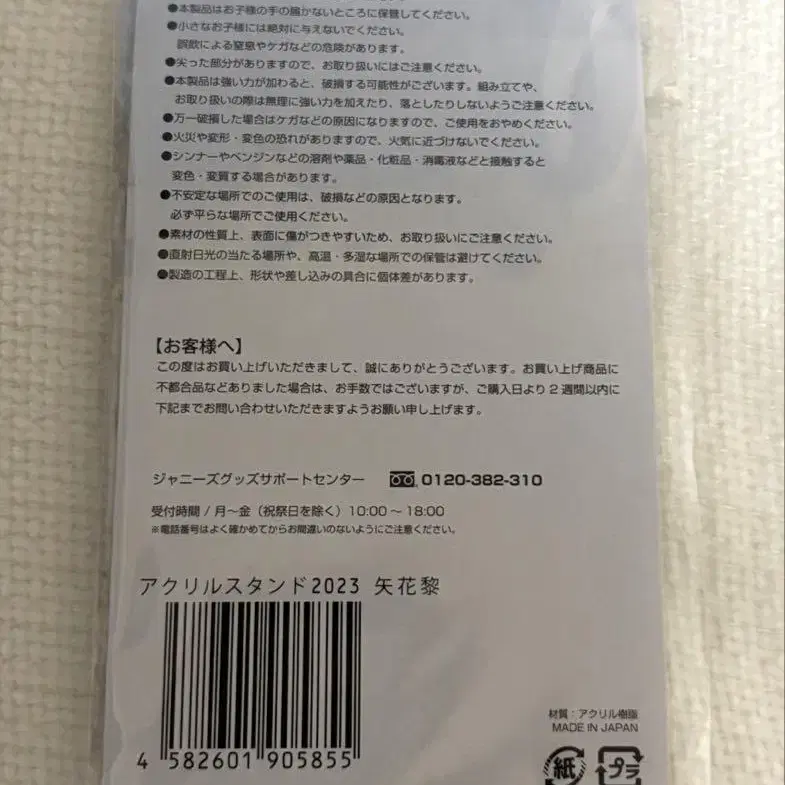 ●本製品はお子様の手の届かないところに保管してください。
●小さなお子様には絶対に与えないでください。
誤飲による窒息やケガなどの危険があります。
●尖った部分がありますので、お取り扱いにはご注意ください。
●本製品は強い力が加わると、破損する可能性がございます。組み立てや、
お取り扱いの際は無理に強い力を加えたり、落としたりしないようご注意ください。
●万一破損した場合はケガなどの原因になりますので、ご使用をおやめください。
●火災や変形・変色の恐れがありますので、火気に近づけないでください。
●シンナーやベンジンなどの溶剤や薬品・化粧品・消毒液などと接触すると
変色・変質する場合があります。
●不安定な場所でのご使用は、破損などの原因となります。
必ず平らな場所でご使用ください。
●素材の性質上、表面に傷がつきやすいため、お取り扱いにご注意ください。
●直射日光の当たる場所や、高温・多湿な場所での保管は避けてください。
●製造の工程上、形状や差し込みの具合に個体差があります。
【お客様へ】
この度はお買い上げいただきまして、誠にありがとうございます。お買い上げ商品に
不都合品などありました場合は、お手数ではございますが、ご購入日より2週間以内に
下記までお問い合わせいただきますようお願い申し上げます。
ジャニーズグッズサポートセンター 0120-382-310
受付時間/月〜金（祝祭日を除く）10:00〜18:00
※電話番号はよく確かめてからお間違いのないようにご注意ください。
アクリルスタンド2023 矢花黎
4 582601 905855
材質：アクリル樹脂
MADE IN JAPAN
紙 プラ